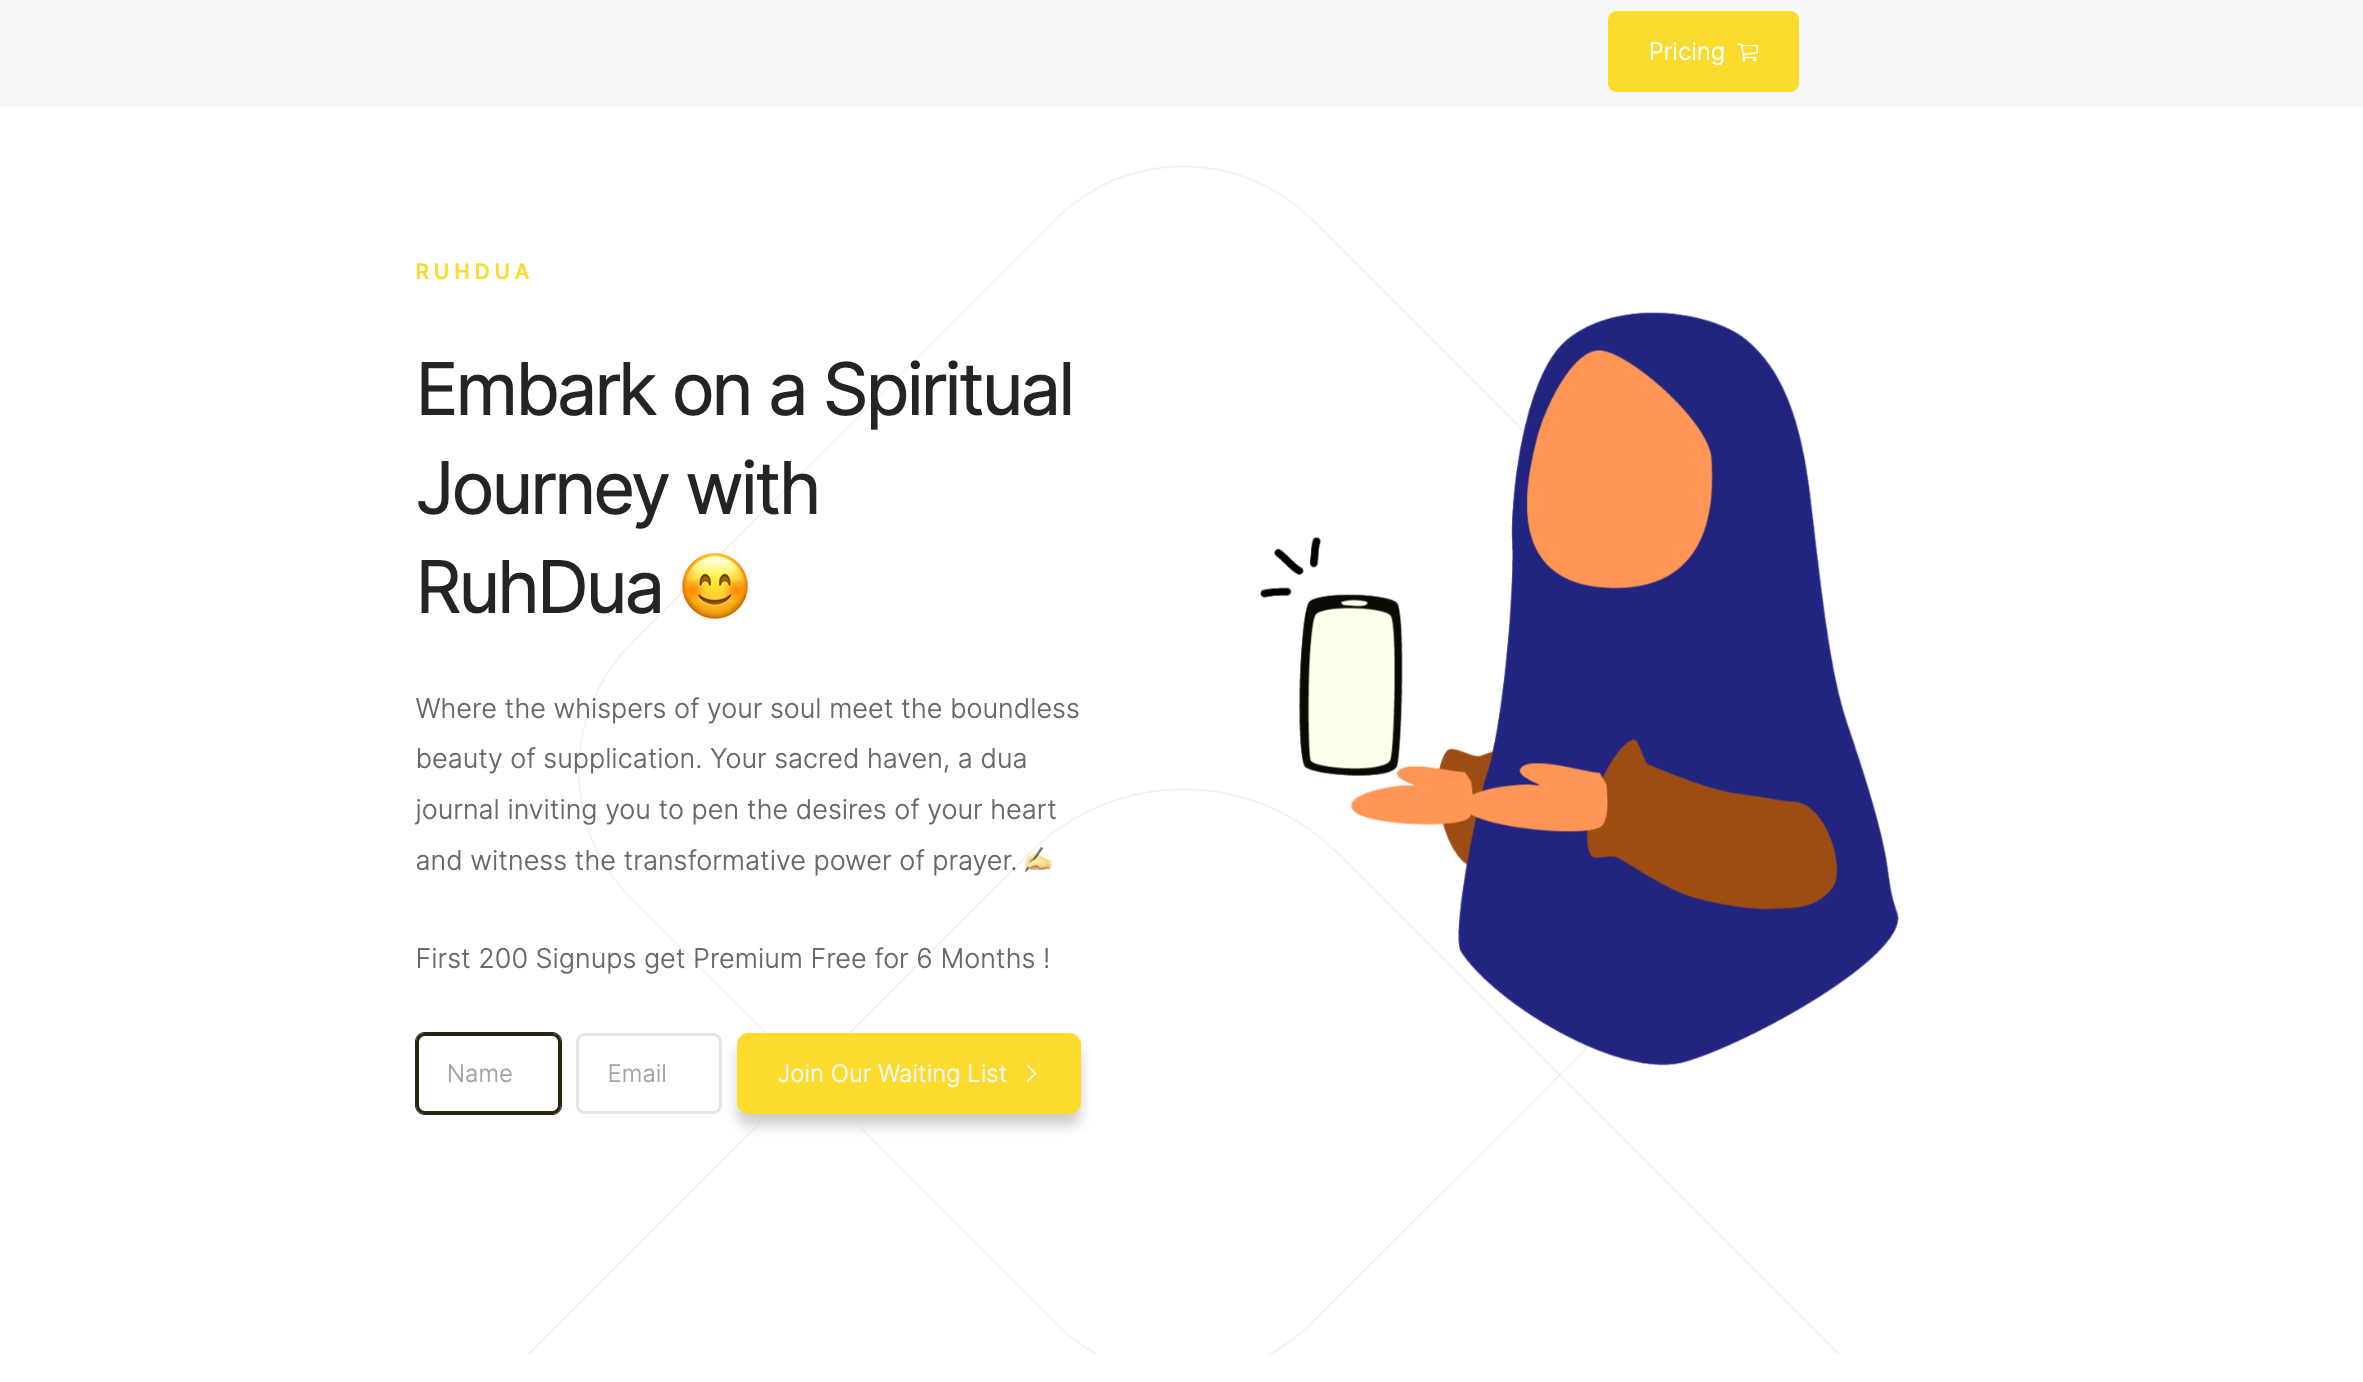 Pricing
RUHDUA
Embark on a Spiritual
Journey with
RuhDua 😊
Where the whispers of your soul meet the boundless
beauty of supplication. Your sacred haven, a dua
journal inviting you to pen the desires of your heart
and witness the transformative power of prayer. ✍️
First 200 Signups get Premium Free for 6 Months !
Name
Email
Join Our Waiting List